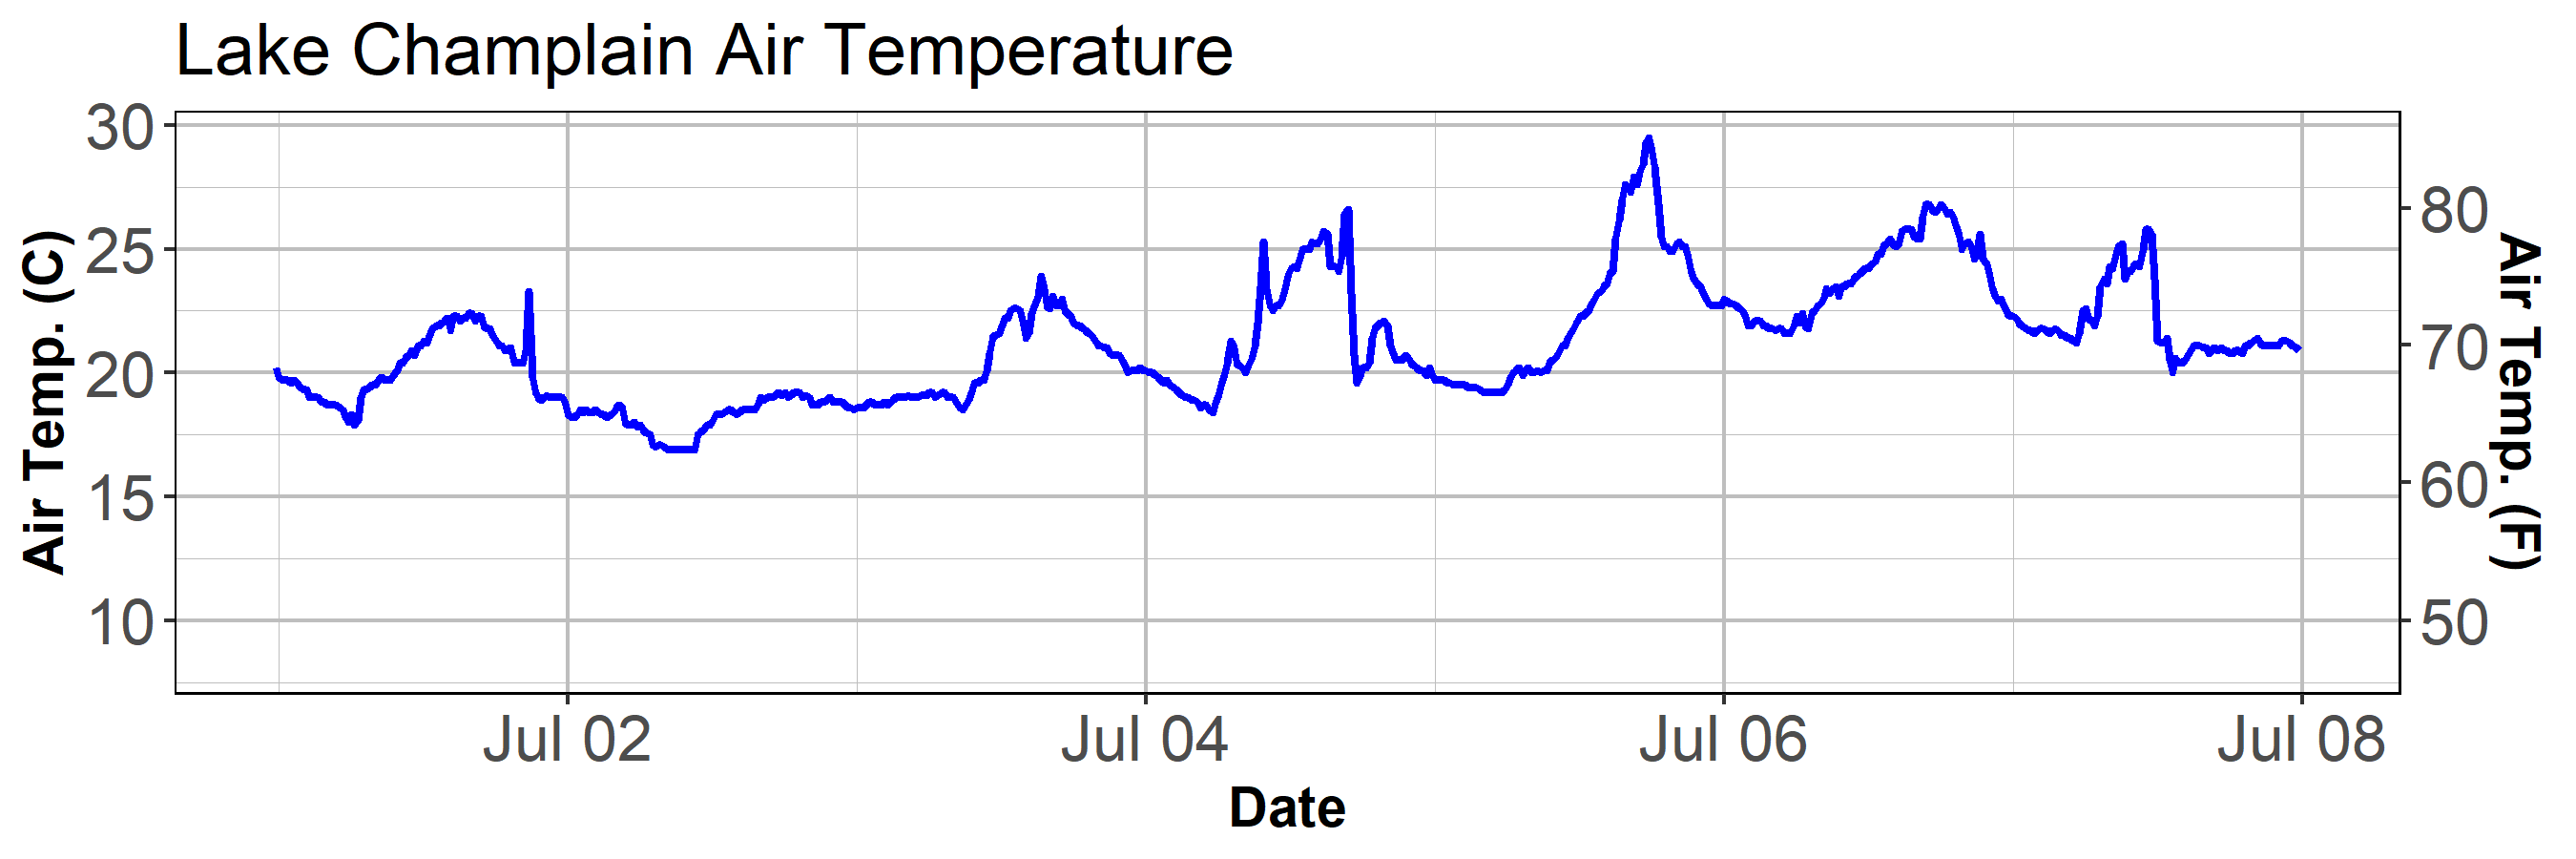 Lake Champlain Air Temperature
Air Temp. (C)
30
25
20
15
10
80
70
60
50
Air Temp. (F)
Jul 02
Jul 04
Jul 06
Jul 08
Date